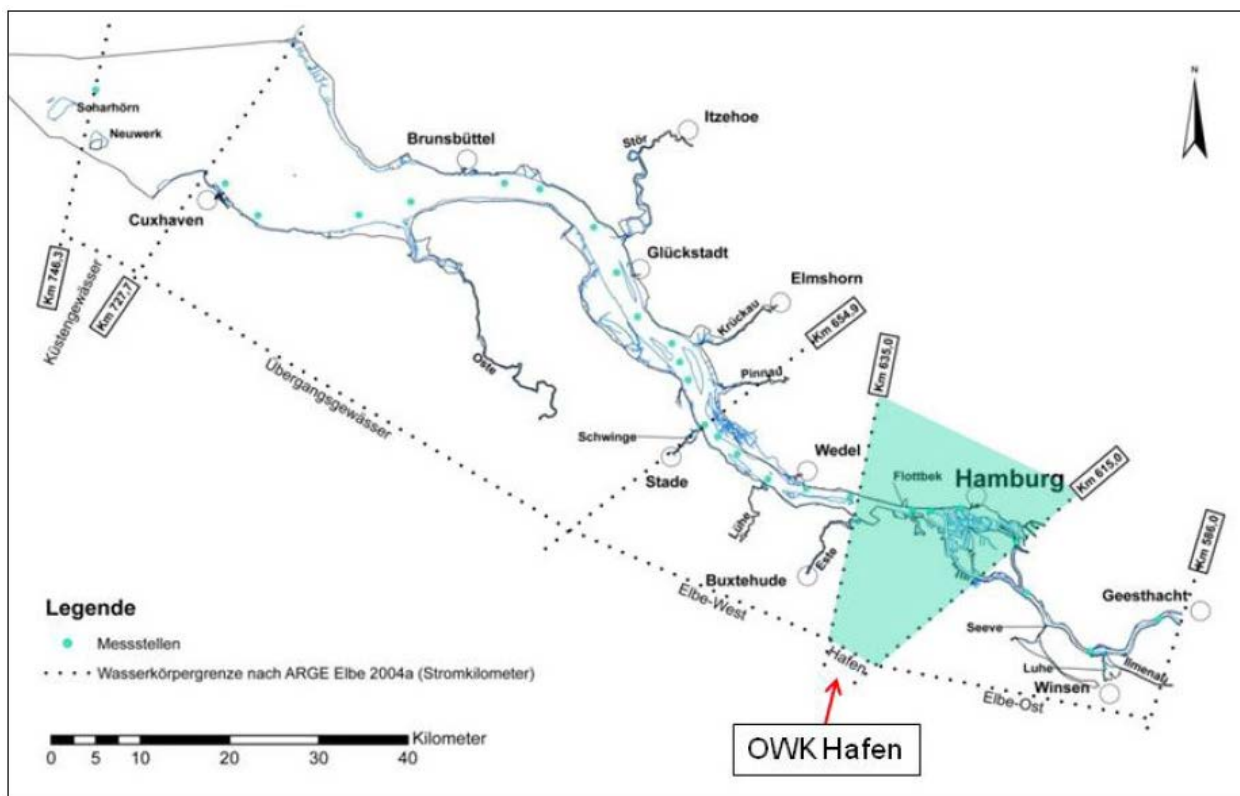 N
Scharhörn
Neuwerk
Brunsbüttel
Itzehoe
Stör
Cuxhaven
Glückstadt
Elmshorn
Krückau
Km 746,3
Km 727,7
Km 654,9
Küstengewässer
Oste
Pinnau
Km 635,0
Übergangsgewässer
Schwinge
Wedel
Stade
Flottbek
Hamburg
Km 615,0
Lühe
Este
Km 586,0
Buxtehude
Elbe-West
Geesthacht
Legende
Seeve
Messstellen
Hafen
Luhe
Ilmenau
Wasserkörpergrenze nach ARGE Elbe 2004a (Stromkilometer)
Winsen
Elbe-Ost
Kilometer
0 5 10 20 30 40
OWK Hafen